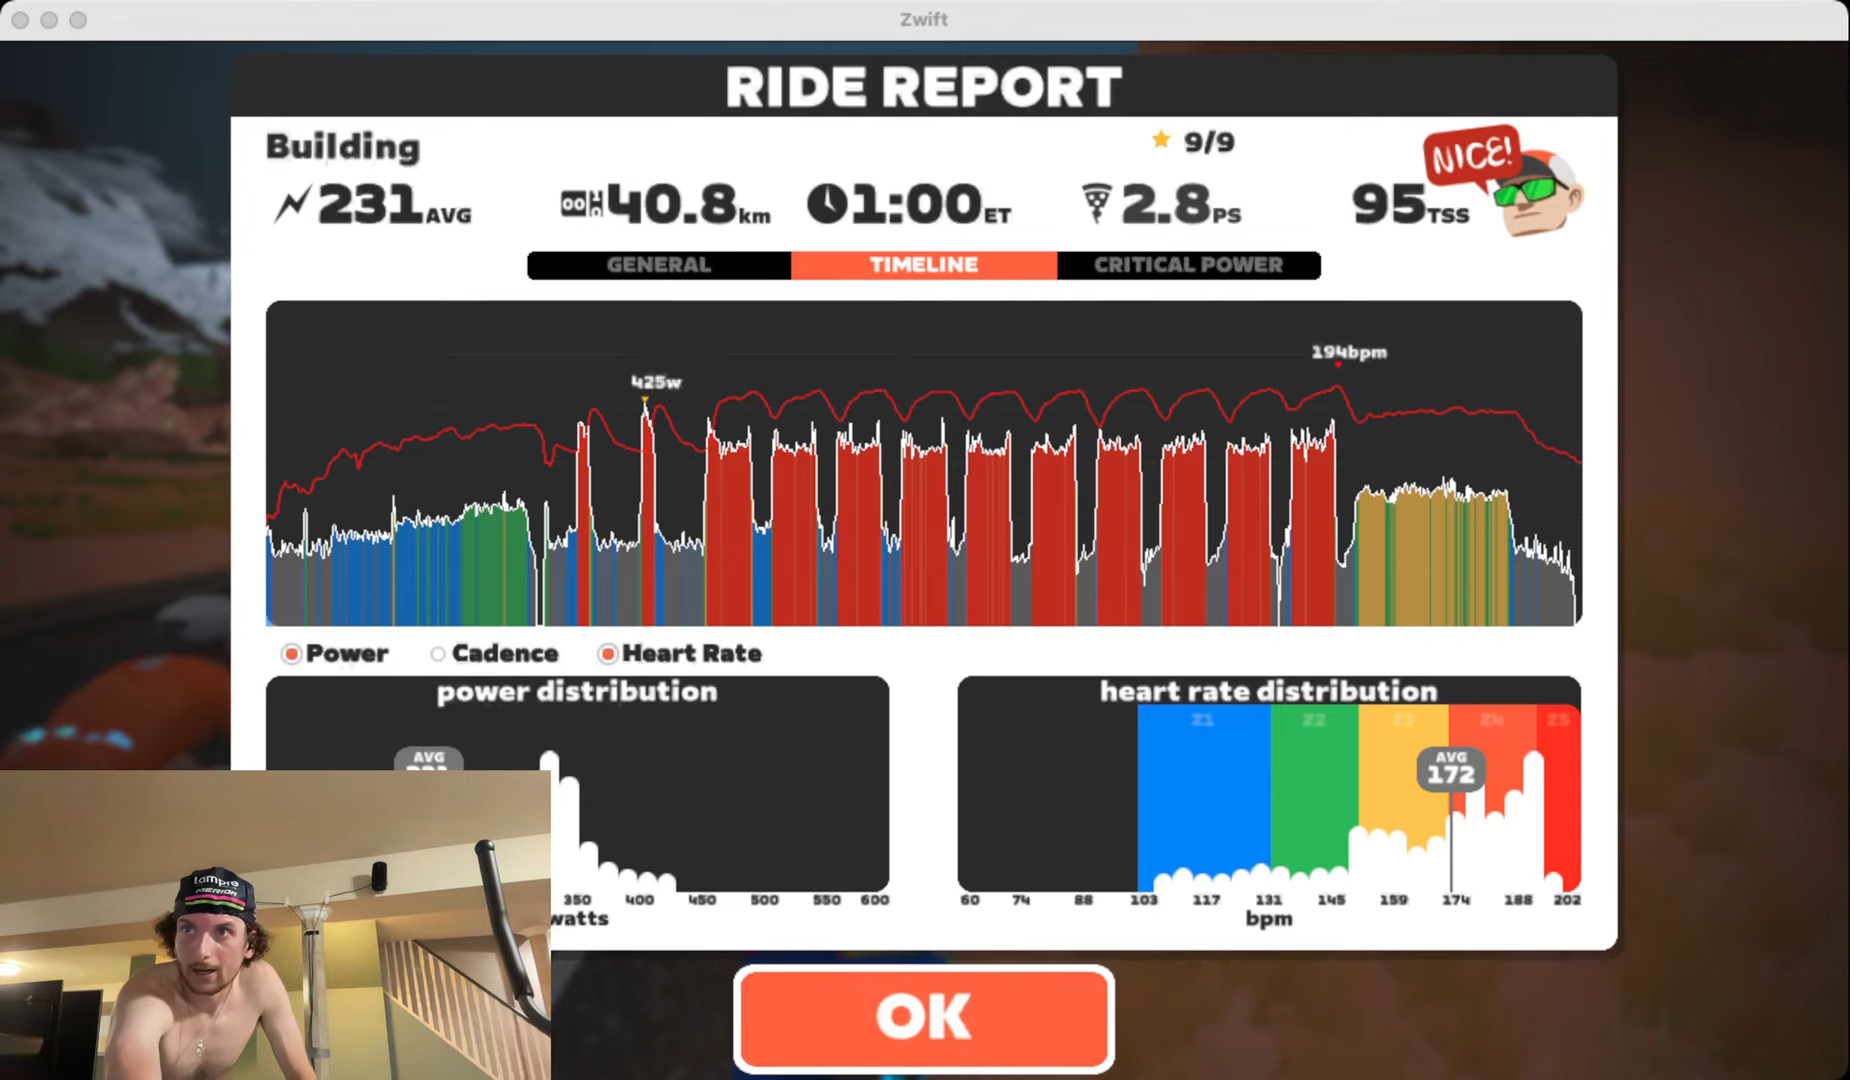 Zwift
RIDE REPORT
Building
9/9
NICE!
231AVG
40.8km
1:00ET
2.8PS
95TSS
GENERAL
TIMELINE
CRITICAL POWER
194bpm
425w
Power
Cadence
Heart Rate
power distribution
heart rate distribution
Z1 Z2 Z3 Z4 Z5
AVG
AVG
172
350 400 450 500 550 600
60 74 88 103 117 131 145 159 174 188 202
watts
bpm
MERIDA
OK